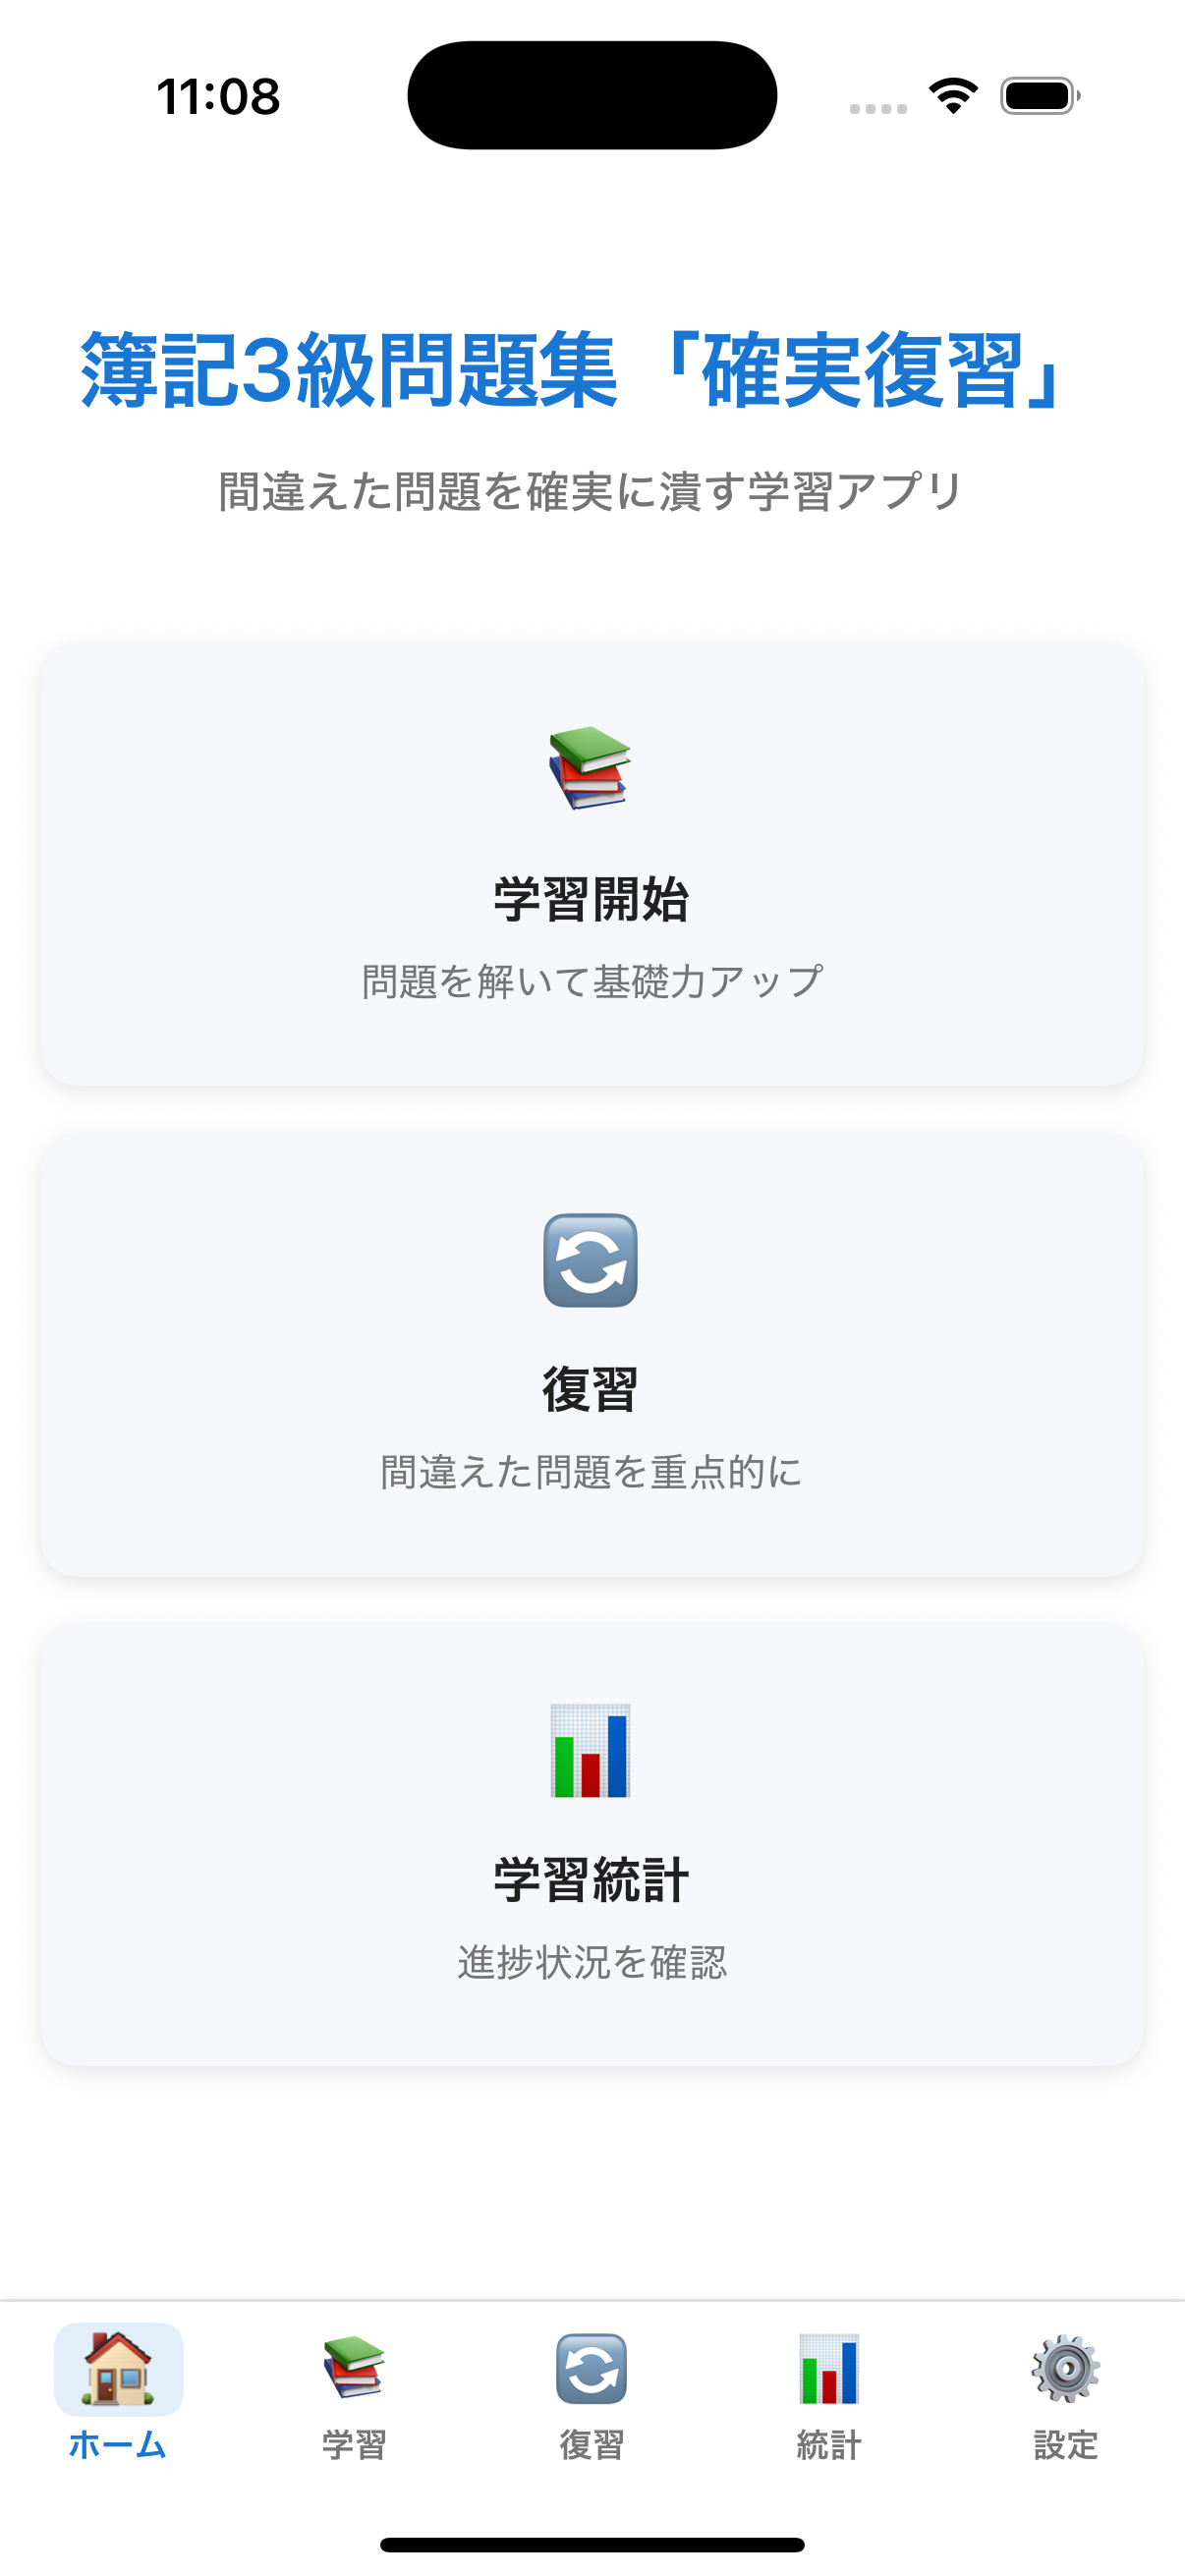 11:08
簿記3級問題集「確実復習」
間違えた問題を確実に潰す学習アプリ
学習開始
問題を解いて基礎力アップ
復習
間違えた問題を重点的に
学習統計
進捗状況を確認
ホーム
学習
復習
統計
設定